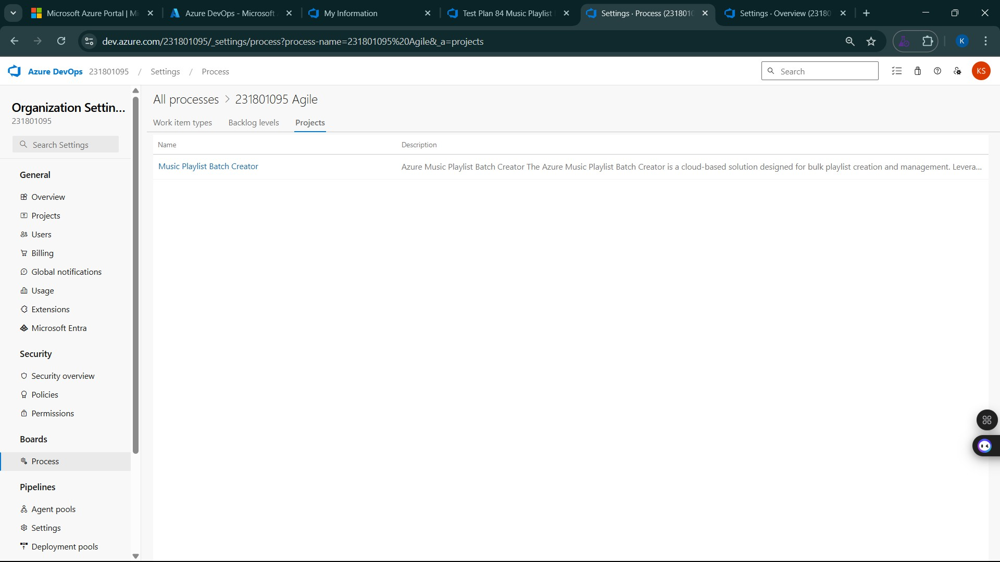 Microsoft Azure Portal | Mi
Azure DevOps - Microsoft
My Information
Test Plan 84 Music Playlist
Settings · Process (2318010
Settings · Overview (23180
dev.azure.com/231801095/_settings/process?process-name=231801095%20Agile&_a=projects
K
Azure DevOps 231801095 / Settings / Process
Search
KS
Organization Settin...
231801095
Search Settings
General
Overview
Projects
Users
Billing
Global notifications
Usage
Extensions
Microsoft Entra
Security
Security overview
Policies
Permissions
Boards
Process
Pipelines
Agent pools
Settings
Deployment pools
All processes > 231801095 Agile
Work item types Backlog levels Projects
Name Description
Music Playlist Batch Creator Azure Music Playlist Batch Creator The Azure Music Playlist Batch Creator is a cloud-based solution designed for bulk playlist creation and management. Levera...